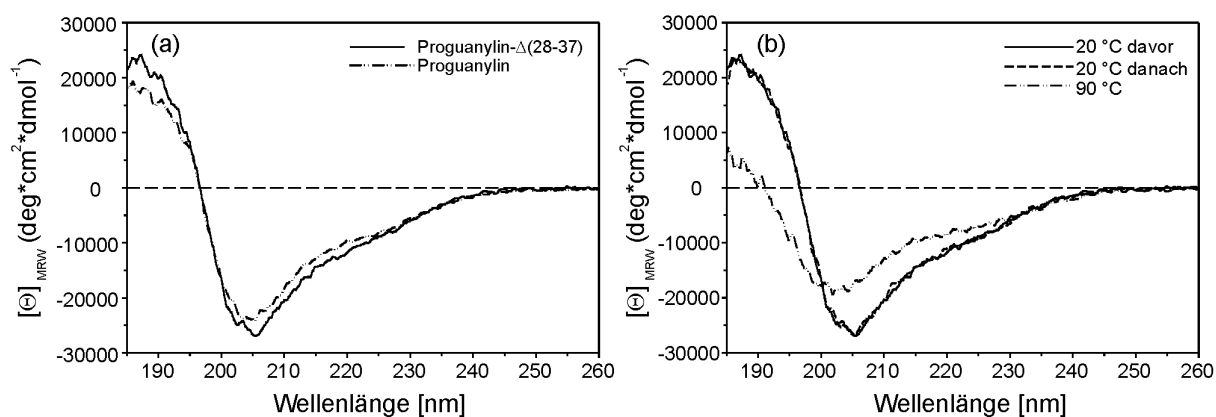 (a)
Proguanylin-Δ(28-37)
Proguanylin
30000
20000
10000
0
-10000
-20000
-30000
[Θ]MRW (deg*cm²*dmol⁻¹)
190 200 210 220 230 240 250 260
Wellenlänge [nm]
(b)
20 °C davor
20 °C danach
90 °C
30000
20000
10000
0
-10000
-20000
-30000
[Θ]MRW (deg*cm²*dmol⁻¹)
190 200 210 220 230 240 250 260
Wellenlänge [nm]